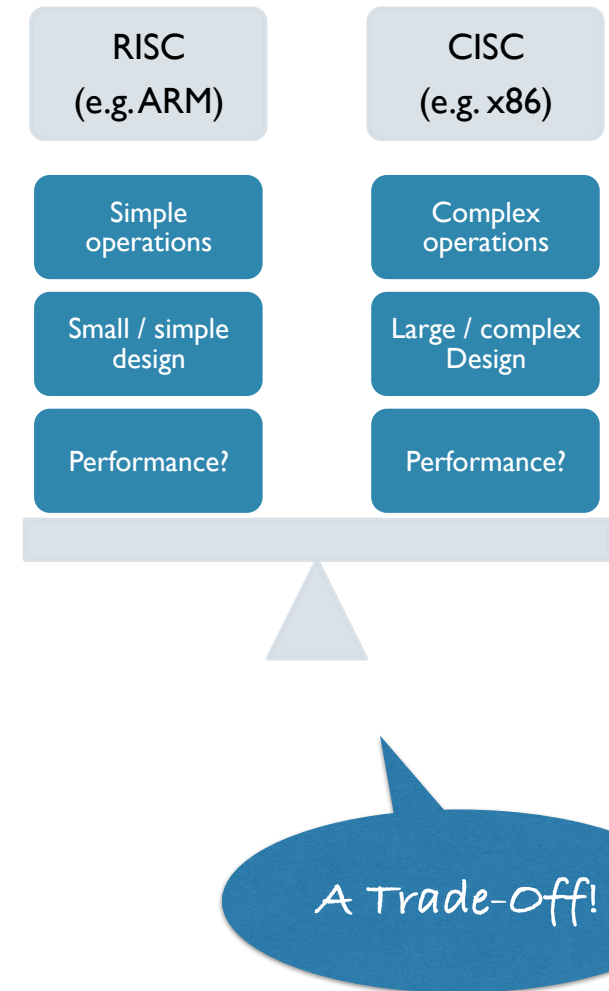 RISC
(e.g. ARM)
Simple
operations
Small / simple
design
Performance?
CISC
(e.g. x86)
Complex
operations
Large / complex
Design
Performance?
A Trade-Off!